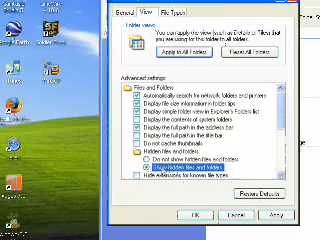 General
View
File Types
Folder views
You can apply the view (such as Details or Tiles) that
you are using for this folder to all folders.
Apply to All Folders
Reset All Folders
Advanced settings:
Files and Folders
Automatically search for network folders and printers
Display file size information in folder tips
Display simple folder view in Explorer's Folders list
Display the contents of system folders
Display the full path in the address bar
Display the full path in the title bar
Do not cache thumbnails
Hidden files and folders
Do not show hidden files and folders
Show hidden files and folders
Hide extensions for known file types
Restore Defaults
OK
Cancel
Apply